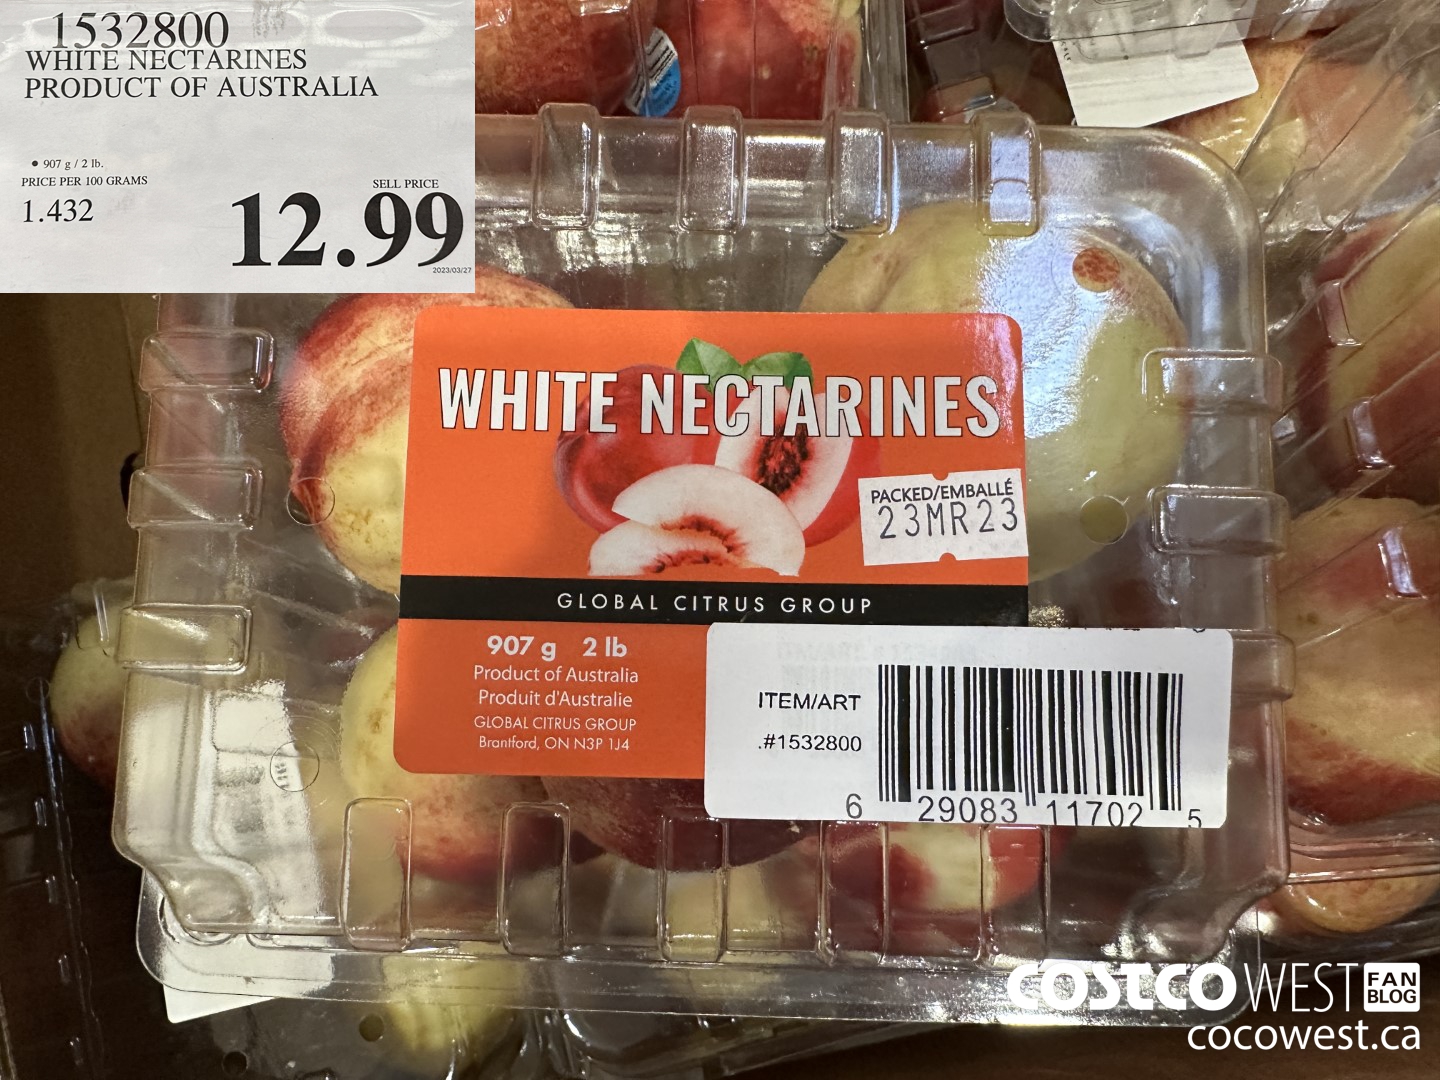 1532800
WHITE NECTARINES
PRODUCT OF AUSTRALIA
• 907 g / 2 lb.
PRICE PER 100 GRAMS
1.432
SELL PRICE
12.99
2023/03/27
WHITE NECTARINES
PACKED/EMBALLÉ
23MR23
GLOBAL CITRUS GROUP
907 g 2 lb
Product of Australia
Produit d'Australie
GLOBAL CITRUS GROUP
Brantford, ON N3P 1J4
ITEM/ART
.#1532800
6 29083 11702 5
COSTCO WEST FAN BLOG
cocowest.ca